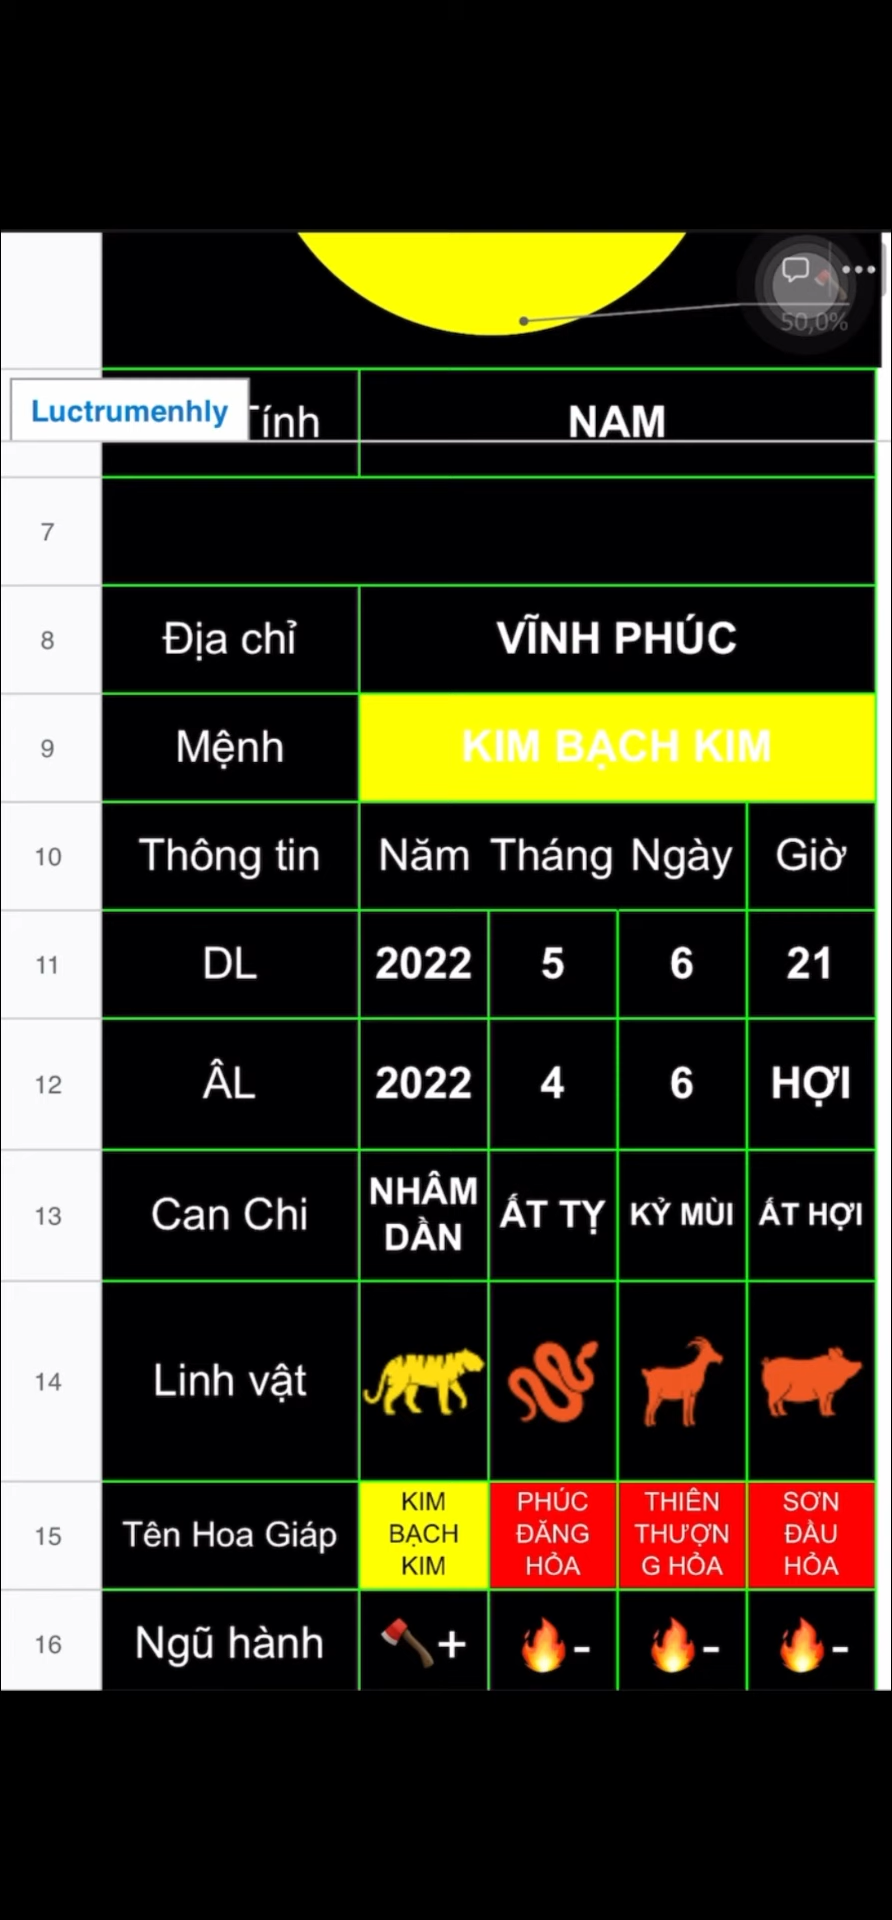 50,0%
Luctrumenhly
Tính NAM
7
8 Địa chỉ VĨNH PHÚC
9 Mệnh KIM BẠCH KIM
10 Thông tin Năm Tháng Ngày Giờ
11 DL 2022 5 6 21
12 ÂL 2022 4 6 HỢI
13 Can Chi NHÂM DẦN ẤT TỴ KỶ MÙI ẤT HỢI
14 Linh vật
15 Tên Hoa Giáp KIM BẠCH KIM PHÚC ĐĂNG HỎA THIÊN THƯỢNG HỎA SƠN ĐẦU HỎA
16 Ngũ hành + - - -